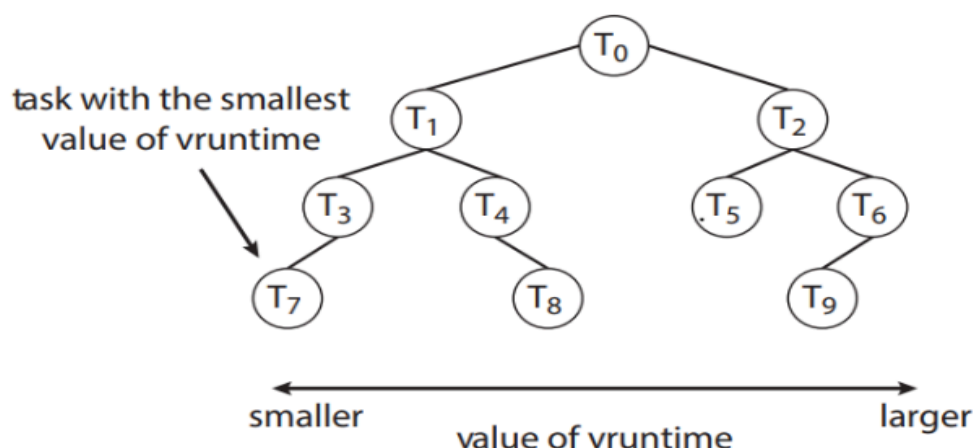 T₀
task with the smallest
value of vruntime
T₁
T₂
T₃
T₄
.T₅
T₆
T₇
T₈
T₉
smaller
larger
value of vruntime